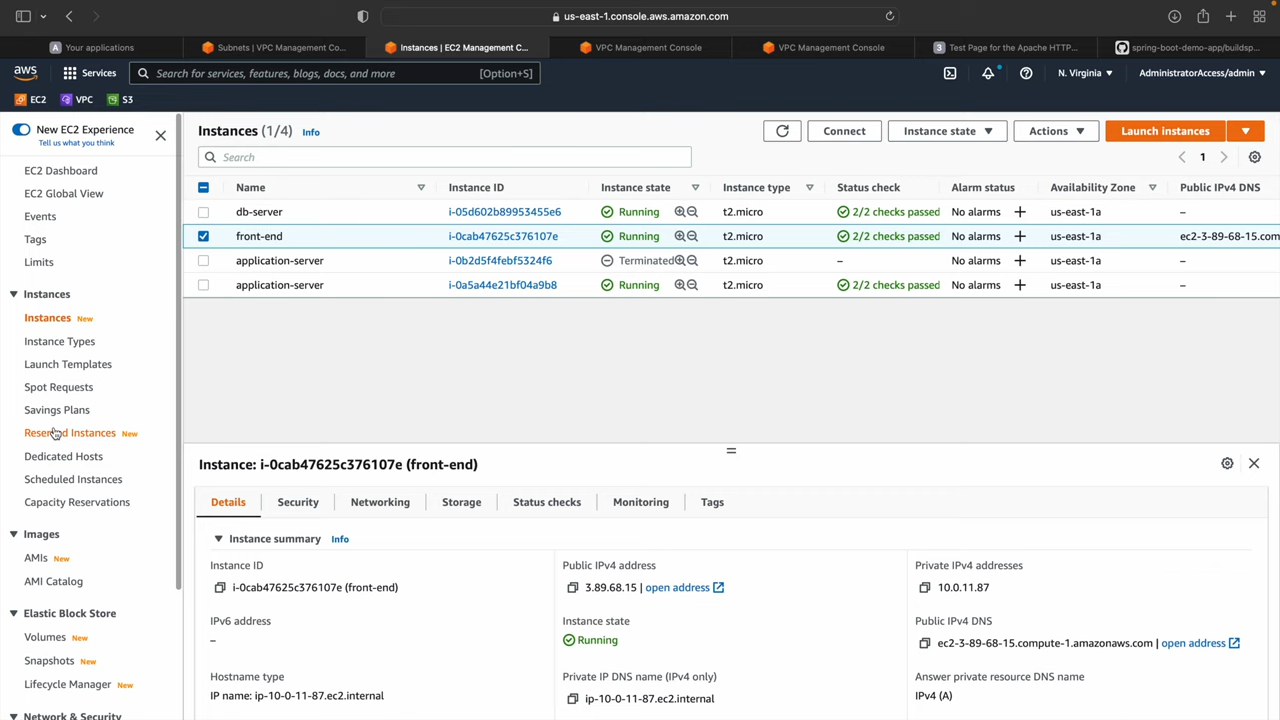 us-east-1.console.aws.amazon.com
Your applications
Subnets | VPC Management Co...
Instances | EC2 Management C...
VPC Management Console
VPC Management Console
Test Page for the Apache HTTP...
spring-boot-demo-app/buildsp...
aws
Services
Search for services, features, blogs, docs, and more
[Option+S]
N. Virginia
AdministratorAccess/admin
EC2
VPC
S3
New EC2 Experience
Tell us what you think
EC2 Dashboard
EC2 Global View
Events
Tags
Limits
Instances
Instances New
Instance Types
Launch Templates
Spot Requests
Savings Plans
Reserved Instances New
Dedicated Hosts
Scheduled Instances
Capacity Reservations
Images
AMIs New
AMI Catalog
Elastic Block Store
Volumes New
Snapshots New
Lifecycle Manager New
Network & Security
Instances (1/4) Info
Connect
Instance state
Actions
Launch instances
Search
1
Name Instance ID Instance state Instance type Status check Alarm status Availability Zone Public IPv4 DNS
db-server i-05d602b89953455e6 Running t2.micro 2/2 checks passed No alarms + us-east-1a –
front-end i-0cab47625c376107e Running t2.micro 2/2 checks passed No alarms + us-east-1a ec2-3-89-68-15.com
application-server i-0b2d5f4febf5324f6 Terminated t2.micro – No alarms + us-east-1a –
application-server i-0a5a44e21bf04a9b8 Running t2.micro 2/2 checks passed No alarms + us-east-1a –
Instance: i-0cab47625c376107e (front-end)
Details
Security
Networking
Storage
Status checks
Monitoring
Tags
Instance summary Info
Instance ID
i-0cab47625c376107e (front-end)
Public IPv4 address
3.89.68.15 | open address
Private IPv4 addresses
10.0.11.87
IPv6 address
–
Instance state
Running
Public IPv4 DNS
ec2-3-89-68-15.compute-1.amazonaws.com | open address
Hostname type
IP name: ip-10-0-11-87.ec2.internal
Private IP DNS name (IPv4 only)
ip-10-0-11-87.ec2.internal
Answer private resource DNS name
IPv4 (A)